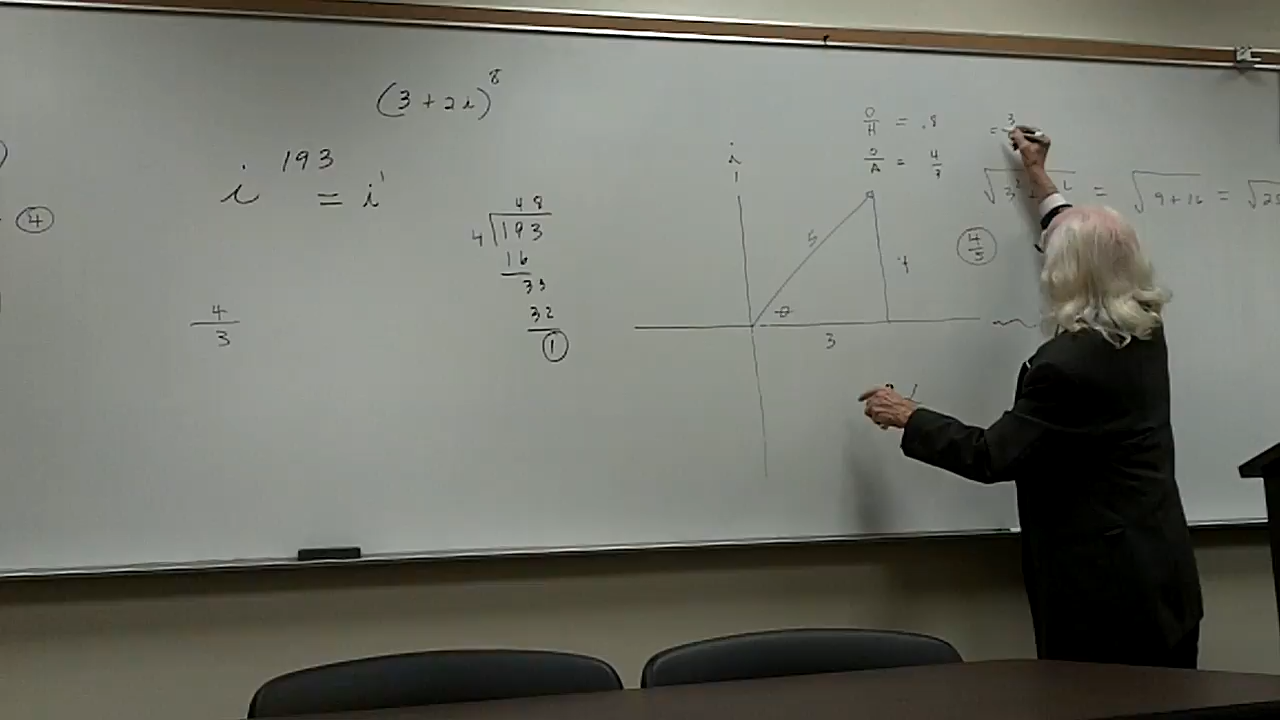 (3 + 2i)^8
i^193 = i^1
4
48
4 √193
16
33
32
1
4/3
i
5
θ
3
O/H = .8
O/A = 4/3
= 3
= √9+16 = √25
4/5